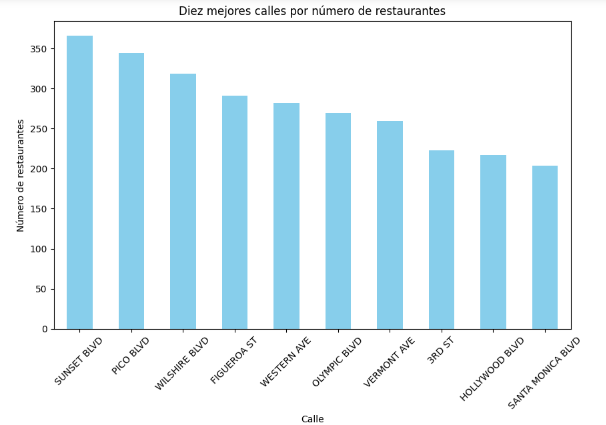 Diez mejores calles por número de restaurantes
Número de restaurantes
350
300
250
200
150
100
50
0
SUNSET BLVD
PICO BLVD
WILSHIRE BLVD
FIGUEROA ST
WESTERN AVE
OLYMPIC BLVD
VERMONT AVE
3RD ST
HOLLYWOOD BLVD
SANTA MONICA BLVD
Calle